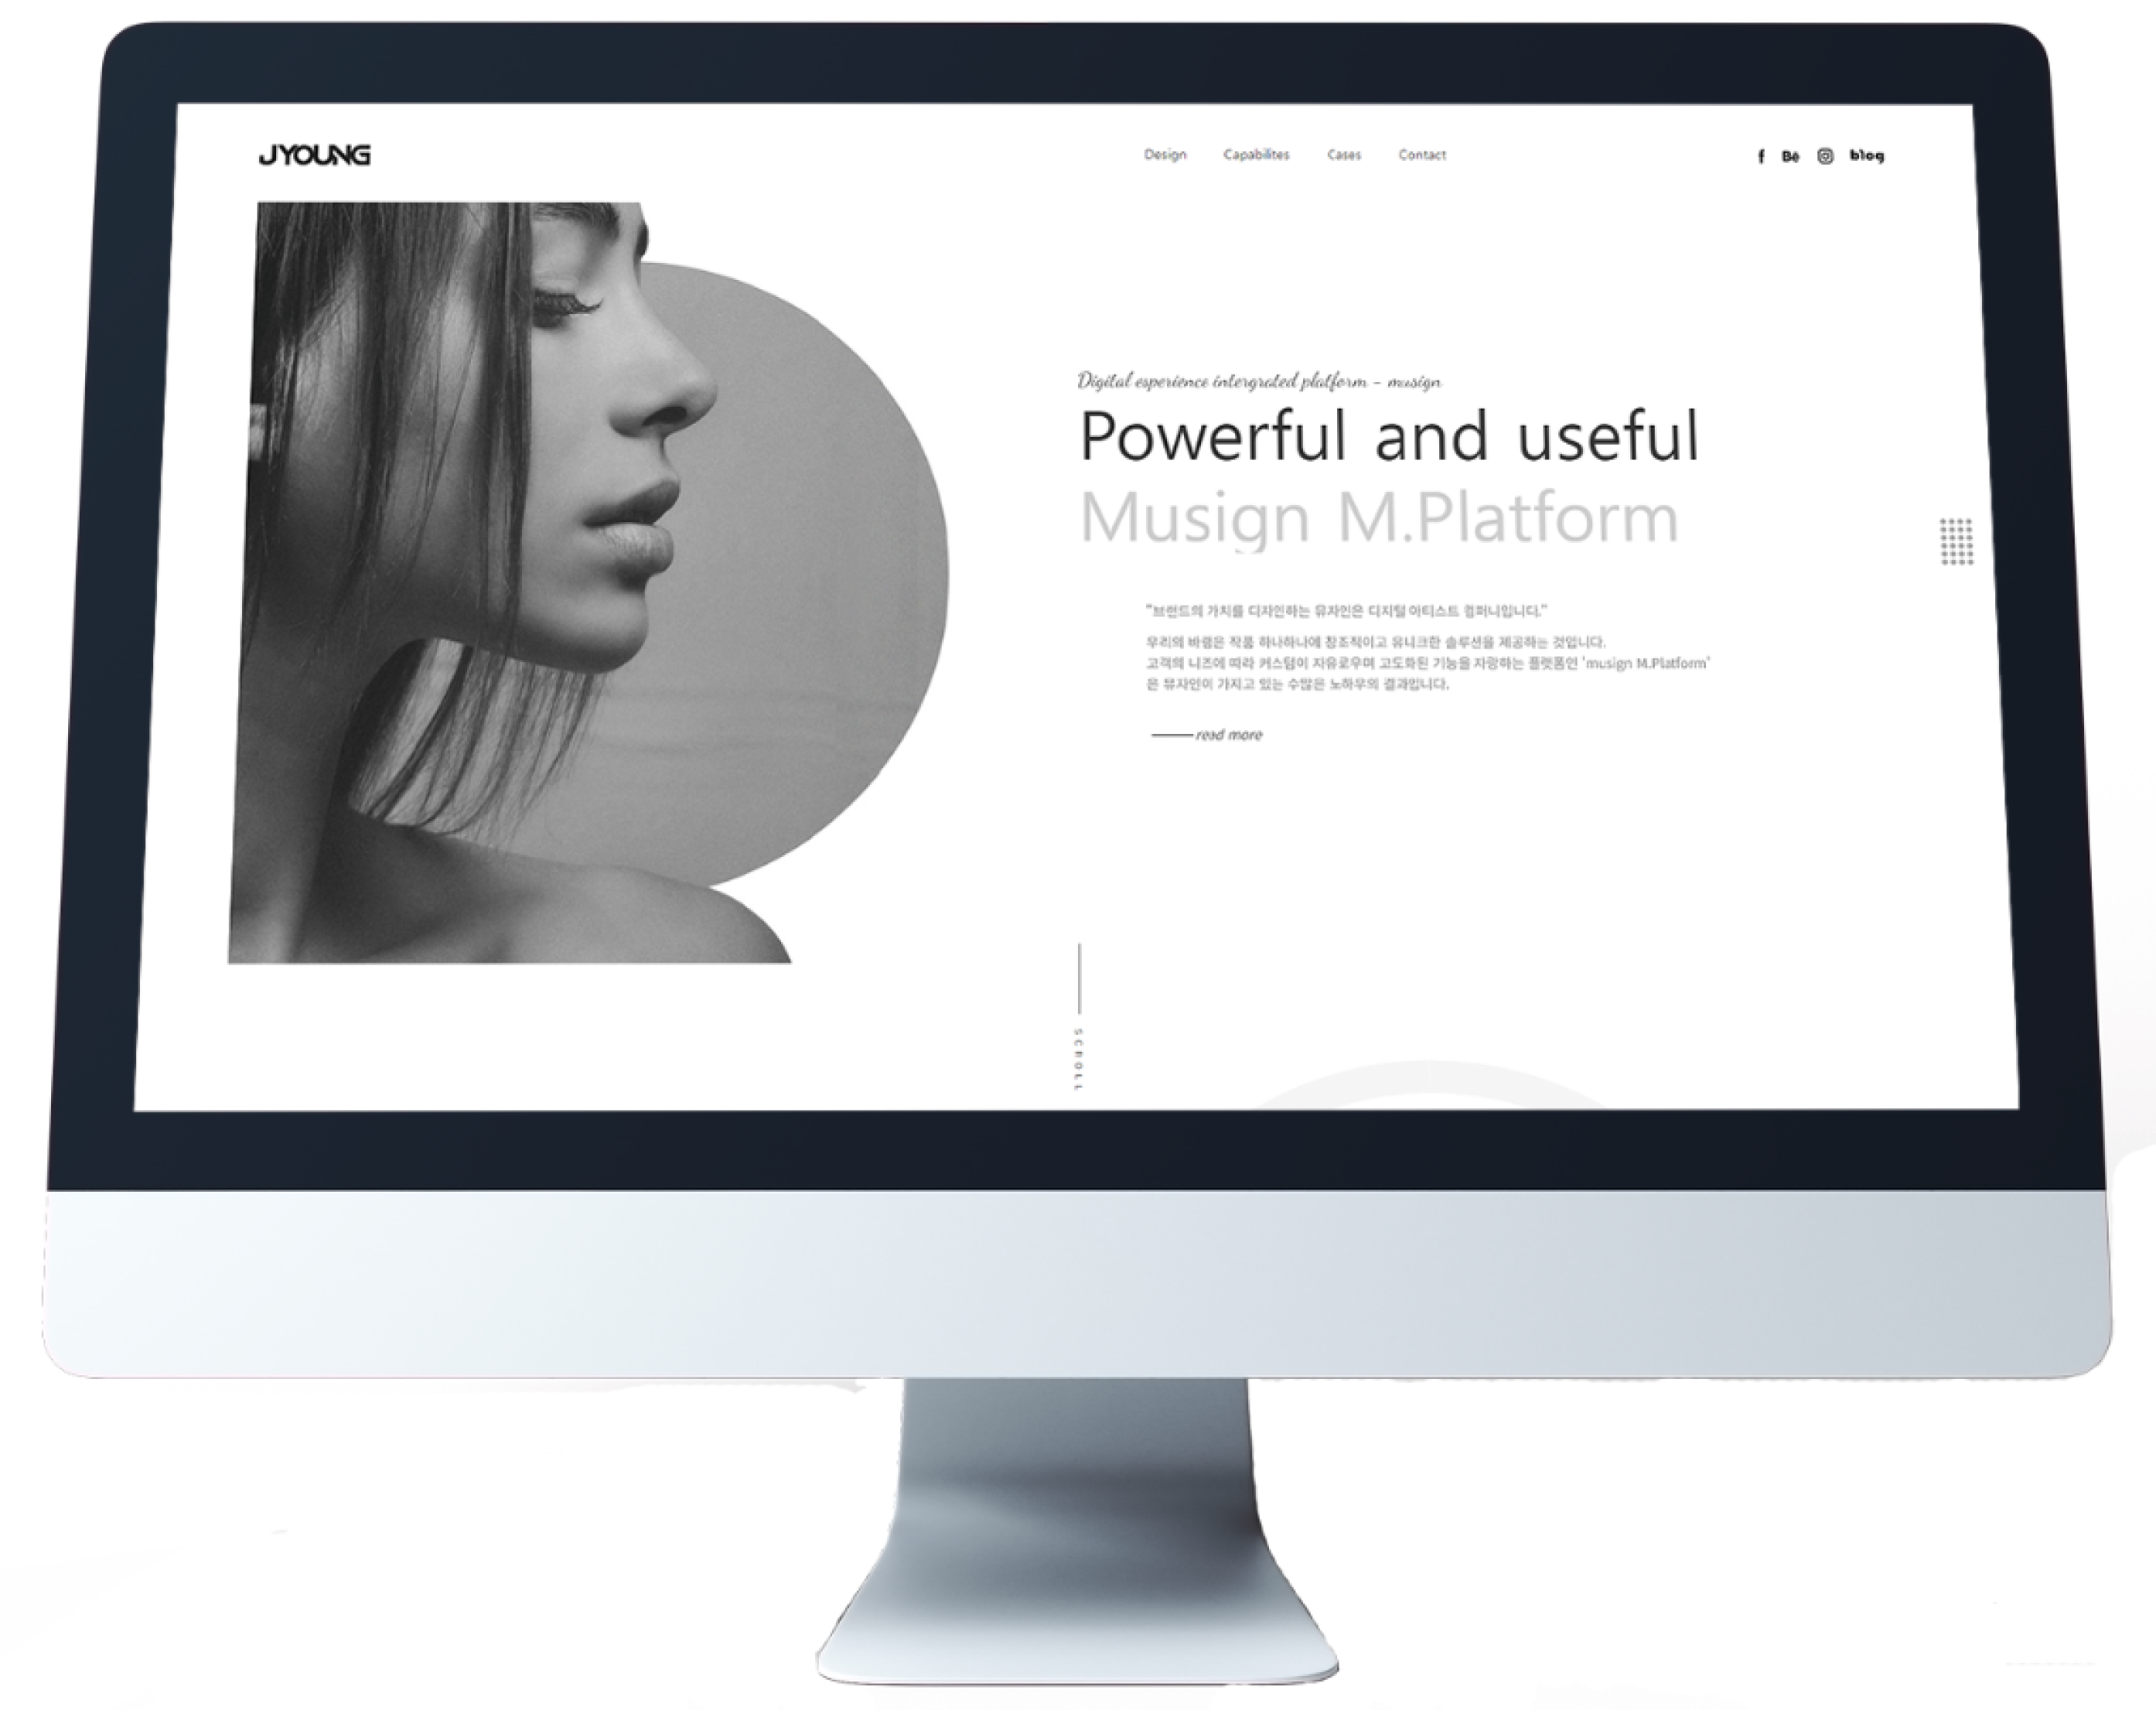 JYOUNG
Design Capabilites Cases Contact
f Bē blog
Digital esperience intergrated platform - musign
Powerful and useful
Musign M.Platform
"브랜드의 가치를 디자인하는 뮤자인은 디지털 아티스트 컴퍼니입니다."
우리의 바램은 작품 하나하나에 창조적이고 유니크한 솔루션을 제공하는 것입니다.
고객의 니즈에 따라 커스텀이 자유로우며 고도화된 기능을 자랑하는 플랫폼인 'musign M.Platform'
은 뮤자인이 가지고 있는 수많은 노하우의 결과입니다.
read more
SCROLL